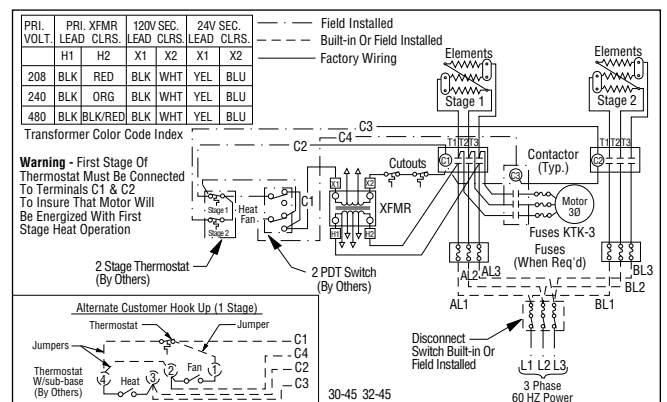 PRI. VOLT. PRI. XFMR LEAD CLRS. 120V SEC. LEAD CLRS. 24V SEC. LEAD CLRS.
H1 H2 X1 X2 X1 X2
208 BLK RED BLK WHT YEL BLU
240 BLK ORG BLK WHT YEL BLU
480 BLK BLK/RED BLK WHT YEL BLU
Transformer Color Code Index
Field Installed
Built-in Or Field Installed
Factory Wiring
Warning - First Stage Of
Thermostat Must Be Connected
To Terminals C1 & C2
To Insure That Motor Will
Be Energized With First
Stage Heat Operation
Elements
Stage 1
Elements
Stage 2
C3
C4
C2
T1 T2 T3
T1 T2 T3
C1
C3
C2
Contactor
(Typ.)
Cutouts
X1 X2
XFMR
H1 H2
C1
Stage 1
Stage 2
Heat
Fan
Motor
3Ø
Fuses KTK-3
Fuses
(When Req'd)
2 Stage Thermostat
(By Others)
2 PDT Switch
(By Others)
AL3
AL2
AL1
BL3
BL2
BL1
Disconnect
Switch Built-in Or
Field Installed
L1 L2 L3
3 Phase
60 HZ Power
Alternate Customer Hook Up (1 Stage)
Thermostat
Jumper
Jumpers
C1
C4
C2
C3
Thermostat
W/sub-base
(By Others)
4 Heat 3 2 Fan 1
30-45 32-45